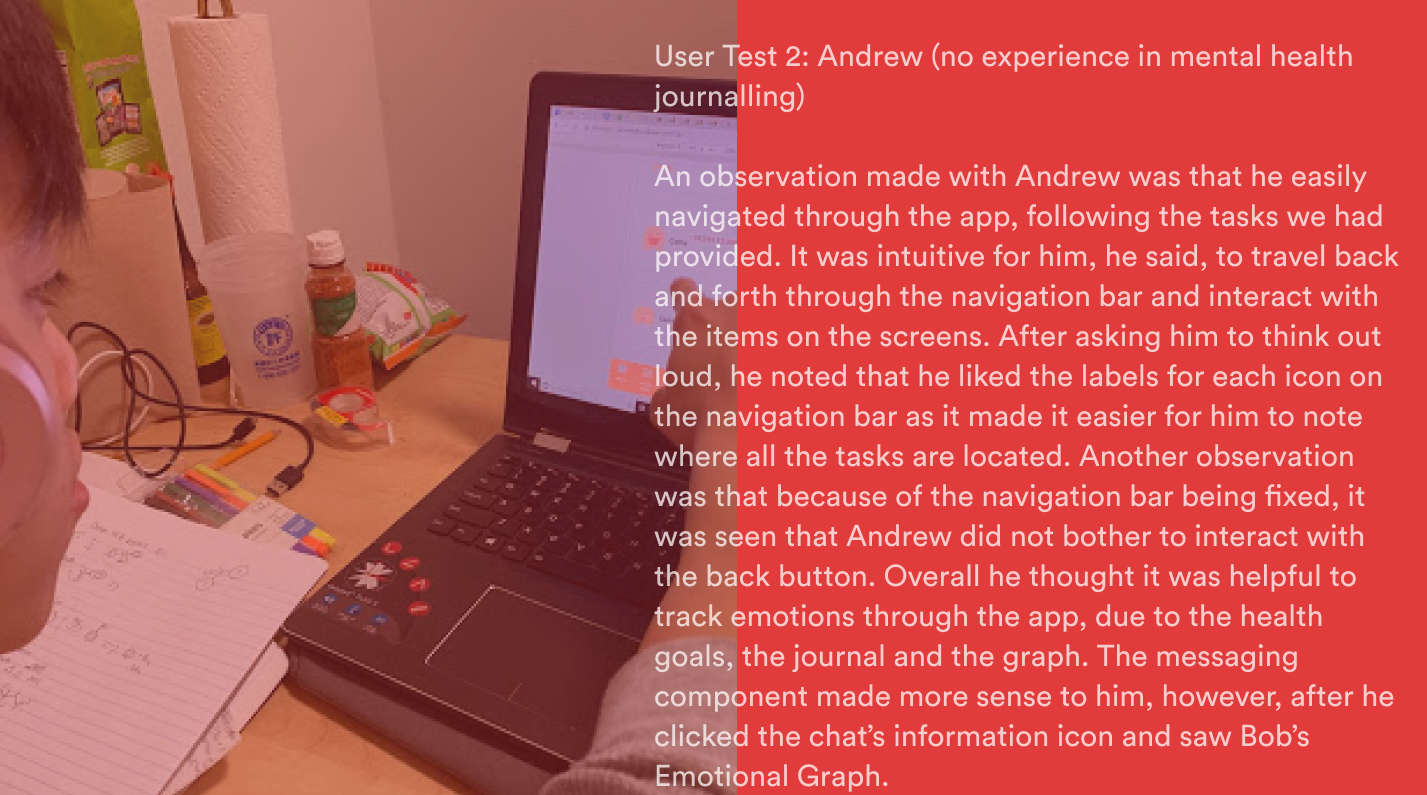 User Test 2: Andrew (no experience in mental health
journalling)
An observation made with Andrew was that he easily
navigated through the app, following the tasks we had
provided. It was intuitive for him, he said, to travel back
and forth through the navigation bar and interact with
the items on the screens. After asking him to think out
loud, he noted that he liked the labels for each icon on
the navigation bar as it made it easier for him to note
where all the tasks are located. Another observation
was that because of the navigation bar being fixed, it
was seen that Andrew did not bother to interact with
the back button. Overall he thought it was helpful to
track emotions through the app, due to the health
goals, the journal and the graph. The messaging
component made more sense to him, however, after he
clicked the chat’s information icon and saw Bob’s
Emotional Graph.